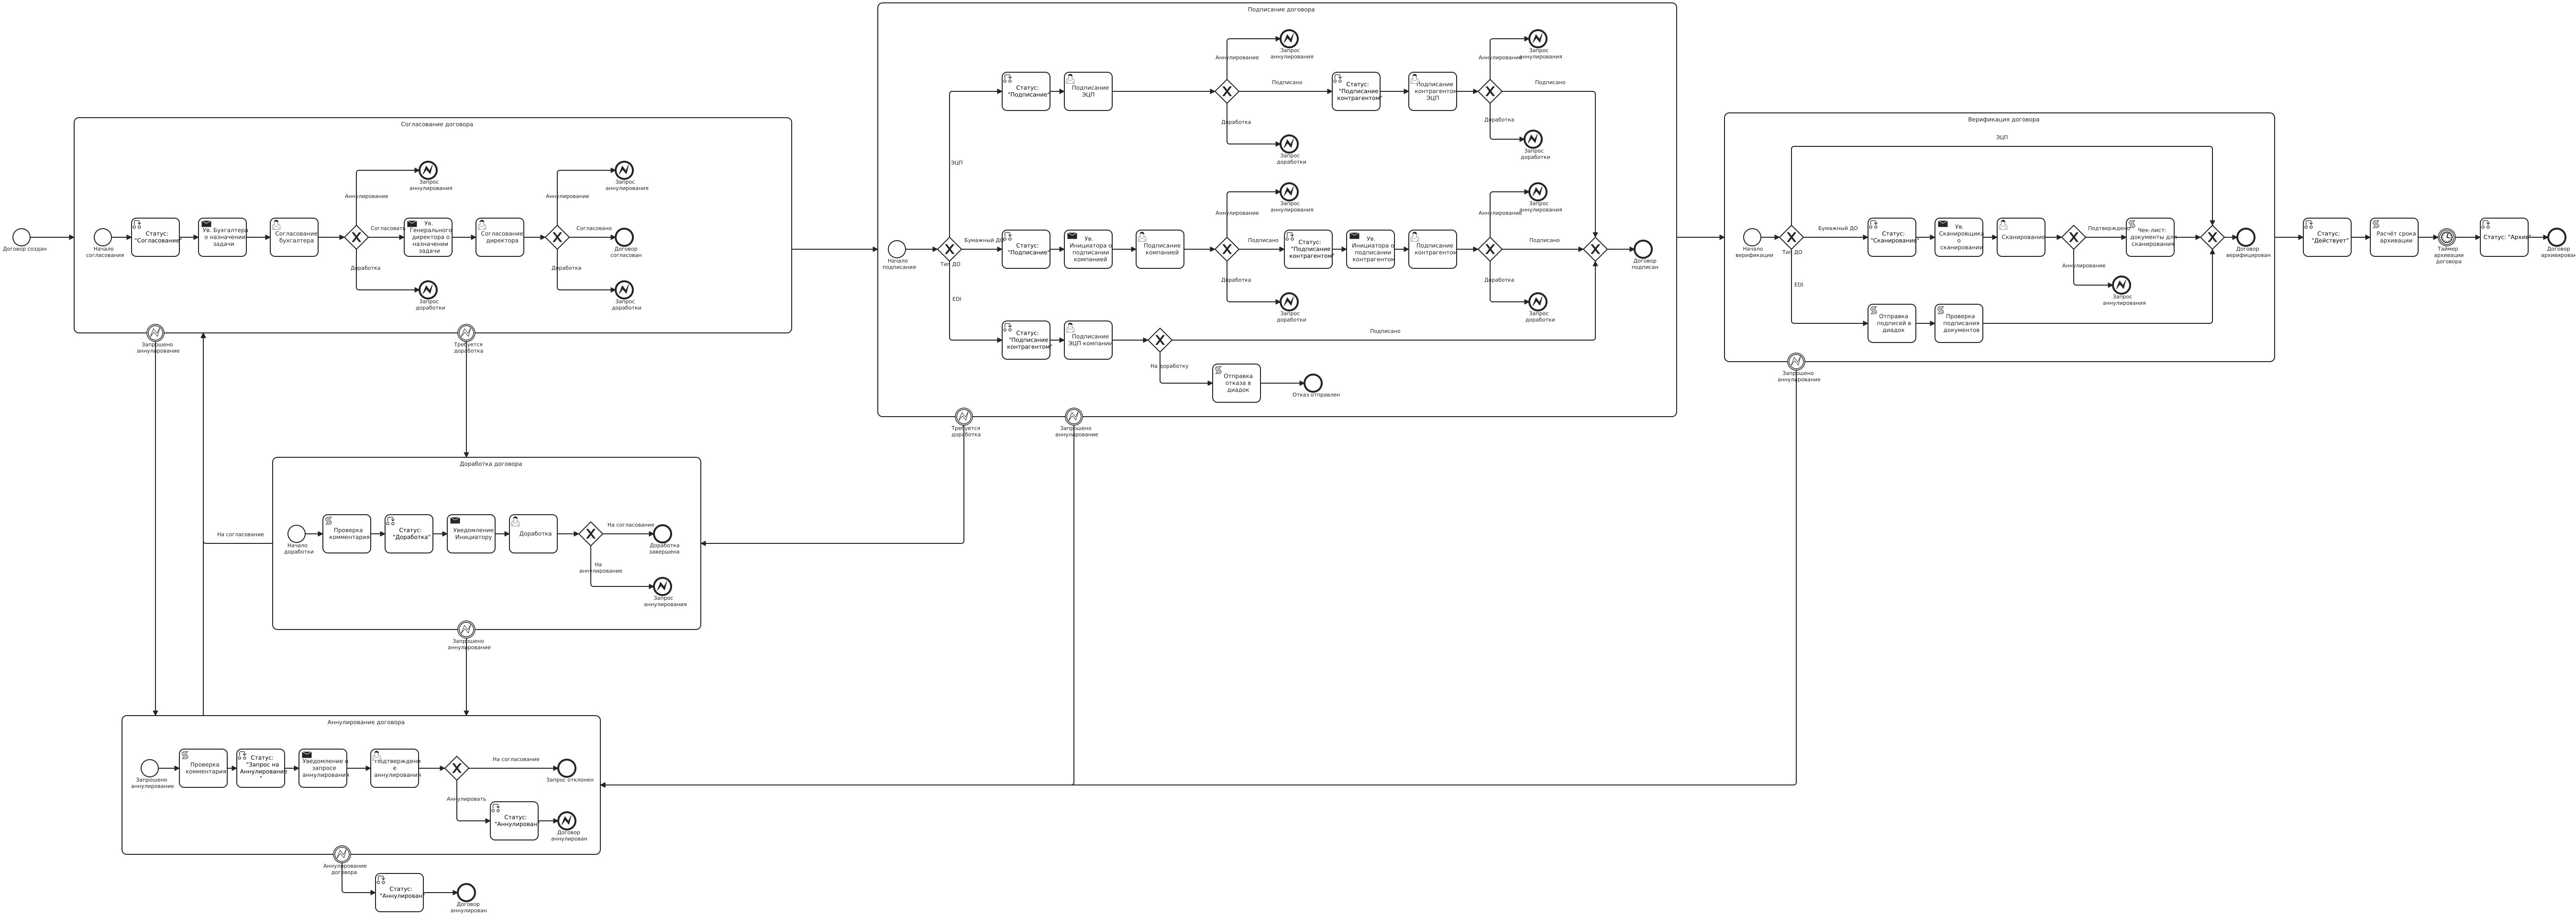 Договор создан
Согласование договора
Начало
согласования
Статус:
"Согласование"
Ув. Бухгалтера
о назначении
задачи
Согласование
бухгалтера
Аннулирование
Запрос
аннулирования
Согласовать
Доработка
Запрос
доработки
Ув.
Генерального
директора о
назначении
задачи
Согласование
директора
Аннулирование
Запрос
аннулирования
Согласовано
Договор
согласован
Доработка
Запрос
доработки
Запрошено
аннулирование
Требуется
доработка
Подписание договора
Начало
подписания
Тип ДО
ЭЦП
Статус:
"Подписание"
Подписание
ЭЦП
Аннулирование
Запрос
аннулирования
Подписано
Доработка
Запрос
доработки
Статус:
"Подписание
контрагентом"
Подписание
контрагентом
ЭЦП
Аннулирование
Запрос
аннулирования
Подписано
Доработка
Запрос
доработки
Бумажный ДО
Статус:
"Подписание"
Ув.
Инициатора о
подписании
компанией
Подписание
компанией
Аннулирование
Запрос
аннулирования
Подписано
Доработка
Запрос
доработки
Статус:
"Подписание
контрагентом"
Ув.
Инициатора о
подписании
контрагентом
Подписание
контрагентом
Аннулирование
Запрос
аннулирования
Подписано
Доработка
Запрос
доработки
Договор
подписан
EDI
Статус:
"Подписание
контрагентом"
Подписание
ЭЦП компании
Подписано
На доработку
Отправка
отказа в
диадок
Отказ отправлен
Требуется
доработка
Запрошено
аннулирование
Верификация договора
ЭЦП
Начало
верификации
Тип ДО
Бумажный ДО
Статус:
"Сканирование"
Ув.
Сканировщика
о
сканировании
Сканирование
Подтверждено
Аннулирование
Запрос
аннулирования
Чек-лист:
документы для
сканирования
Договор
верифицирован
EDI
Отправка
подписей в
диадок
Проверка
подписания
документов
Запрошено
аннулирование
Статус:
"Действует"
Расчёт срока
архивации
Таймер
архивации
договора
Статус: "Архив"
Договор
архивирован
Доработка договора
На согласование
Начало
доработки
Проверка
комментария
Статус:
"Доработка"
Уведомление
Инициатору
Доработка
На согласование
Доработка
завершена
На
аннулирование
Запрос
аннулирования
Запрошено
аннулирование
Аннулирование договора
Запрошено
аннулирование
Проверка
комментария
Статус:
"Запрос на
Аннулирование
"
Уведомление о
запросе
аннулирования
Подтверждени
е
аннулирования
На согласование
Запрос отклонен
Аннулировать
Статус:
"Аннулирован"
Договор
аннулирован
Аннулирование
договора
Статус:
"Аннулирован"
Договор
аннулирован